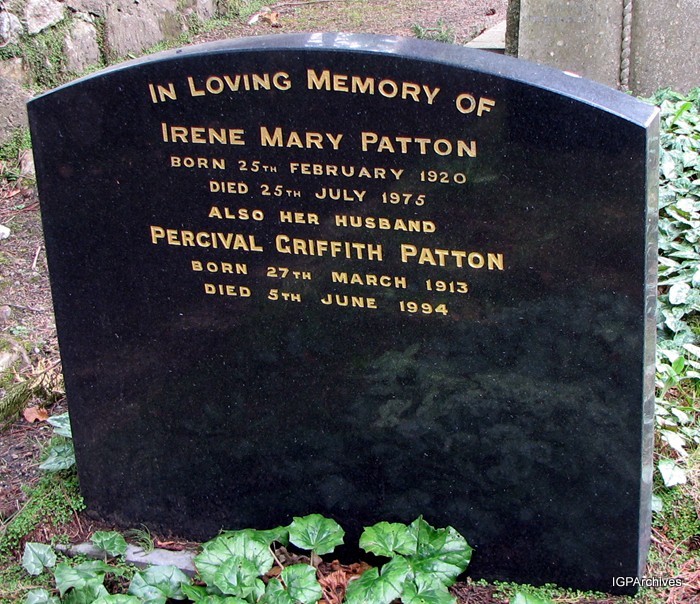 IN LOVING MEMORY OF
IRENE MARY PATTON
BORN 25TH FEBRUARY 1920
DIED 25TH JULY 1975
ALSO HER HUSBAND
PERCIVAL GRIFFITH PATTON
BORN 27TH MARCH 1913
DIED 5TH JUNE 1994
IGPArchives